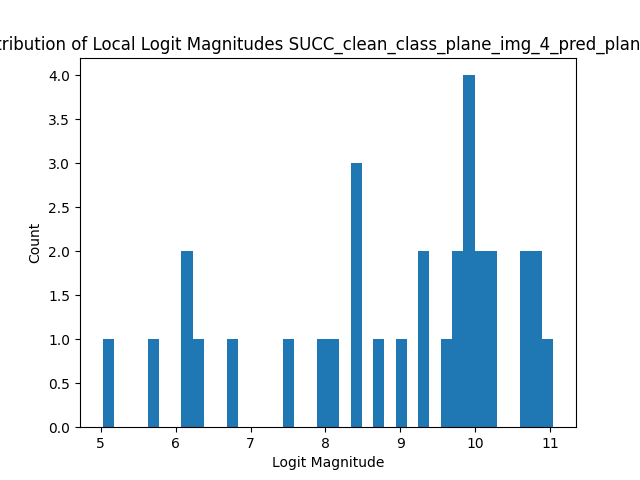 tribution of Local Logit Magnitudes SUCC_clean_class_plane_img_4_pred_plan
4.0
3.5
3.0
2.5
2.0
1.5
1.0
0.5
0.0
Count
5 6 7 8 9 10 11
Logit Magnitude